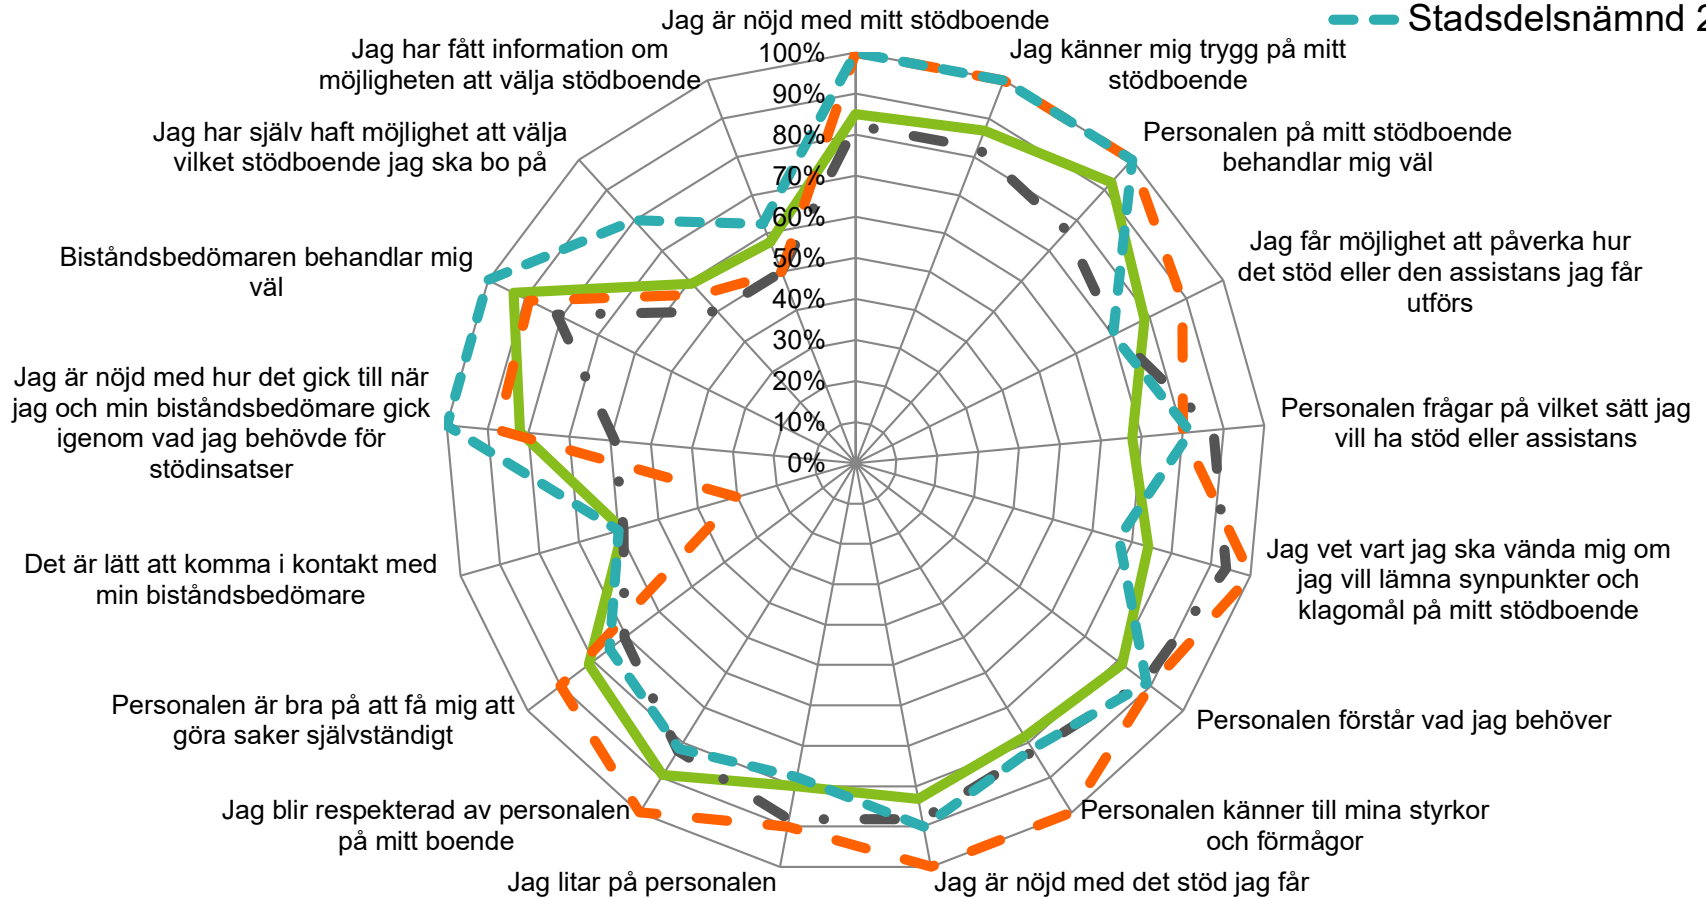 Jag är nöjd med mitt stödboende
Stadsdelsnämnd 2
Jag känner mig trygg på mitt
stödboende
Personalen på mitt stödboende
behandlar mig väl
Jag får möjlighet att påverka hur
det stöd eller den assistans jag får
utförs
Personalen frågar på vilket sätt jag
vill ha stöd eller assistans
Jag vet vart jag ska vända mig om
jag vill lämna synpunkter och
klagomål på mitt stödboende
Personalen förstår vad jag behöver
Personalen känner till mina styrkor
och förmågor
Jag är nöjd med det stöd jag får
Jag litar på personalen
Jag blir respekterad av personalen
på mitt boende
Personalen är bra på att få mig att
göra saker självständigt
Det är lätt att komma i kontakt med
min biståndsbedömare
Jag är nöjd med hur det gick till när
jag och min biståndsbedömare gick
igenom vad jag behövde för
stödinsatser
Biståndsbedömaren behandlar mig
väl
Jag har själv haft möjlighet att välja
vilket stödboende jag ska bo på
Jag har fått information om
möjligheten att välja stödboende
100%
90%
80%
70%
60%
50%
40%
30%
20%
10%
0%